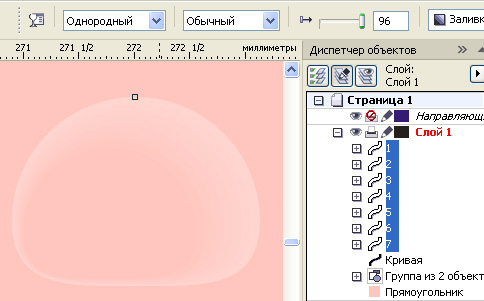 Однородный Обычный 96 Заливк
271 271 1/2 272 272 1/2 миллиметры
Диспетчер объектов
Слой:
Слой 1
Страница 1
Направляющ
Слой 1
1
2
3
4
5
6
7
Кривая
Группа из 2 объект
Прямоугольник